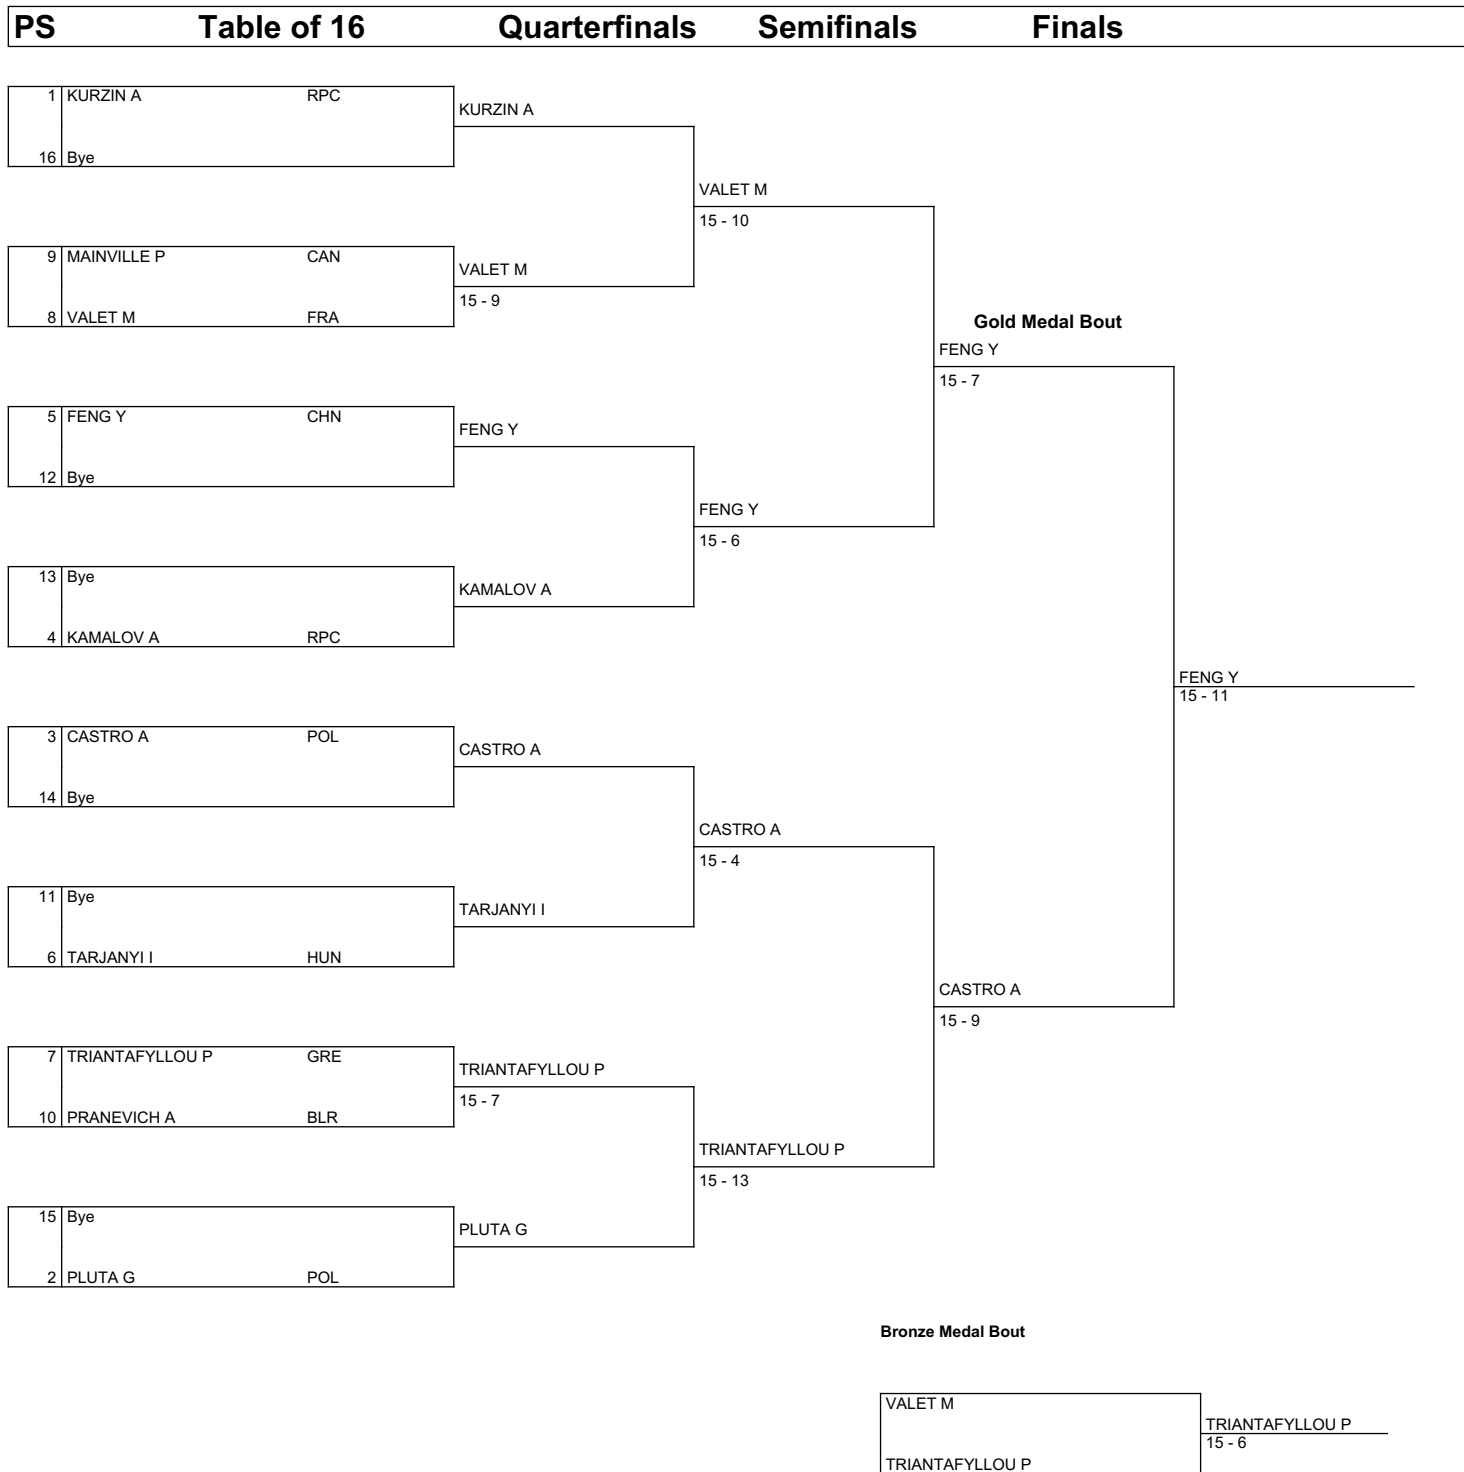 PS Table of 16 Quarterfinals Semifinals Finals
1 KURZIN A RPC
KURZIN A
16 Bye
VALET M
15 - 10
9 MAINVILLE P CAN
VALET M
15 - 9
8 VALET M FRA
Gold Medal Bout
FENG Y
15 - 7
5 FENG Y CHN
FENG Y
12 Bye
FENG Y
15 - 6
13 Bye
KAMALOV A
4 KAMALOV A RPC
FENG Y
15 - 11
3 CASTRO A POL
CASTRO A
14 Bye
CASTRO A
15 - 4
11 Bye
TARJANYI I
6 TARJANYI I HUN
CASTRO A
15 - 9
7 TRIANTAFYLLOU P GRE
TRIANTAFYLLOU P
15 - 7
10 PRANEVICH A BLR
TRIANTAFYLLOU P
15 - 13
15 Bye
PLUTA G
2 PLUTA G POL
Bronze Medal Bout
VALET M
TRIANTAFYLLOU P
15 - 6
TRIANTAFYLLOU P